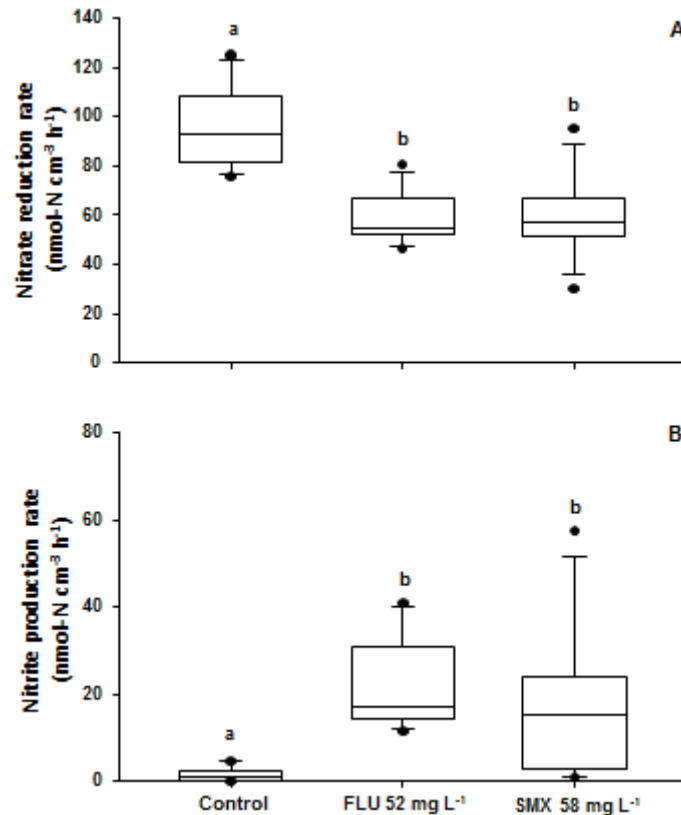 A
140
120
100
80
60
40
20
0
Nitrate reduction rate
(nmol-N cm⁻³ h⁻¹)
a
b
b
B
80
60
40
20
0
Nitrite production rate
(nmol-N cm⁻³ h⁻¹)
a
b
b
Control FLU 52 mg L⁻¹ SMX 58 mg L⁻¹